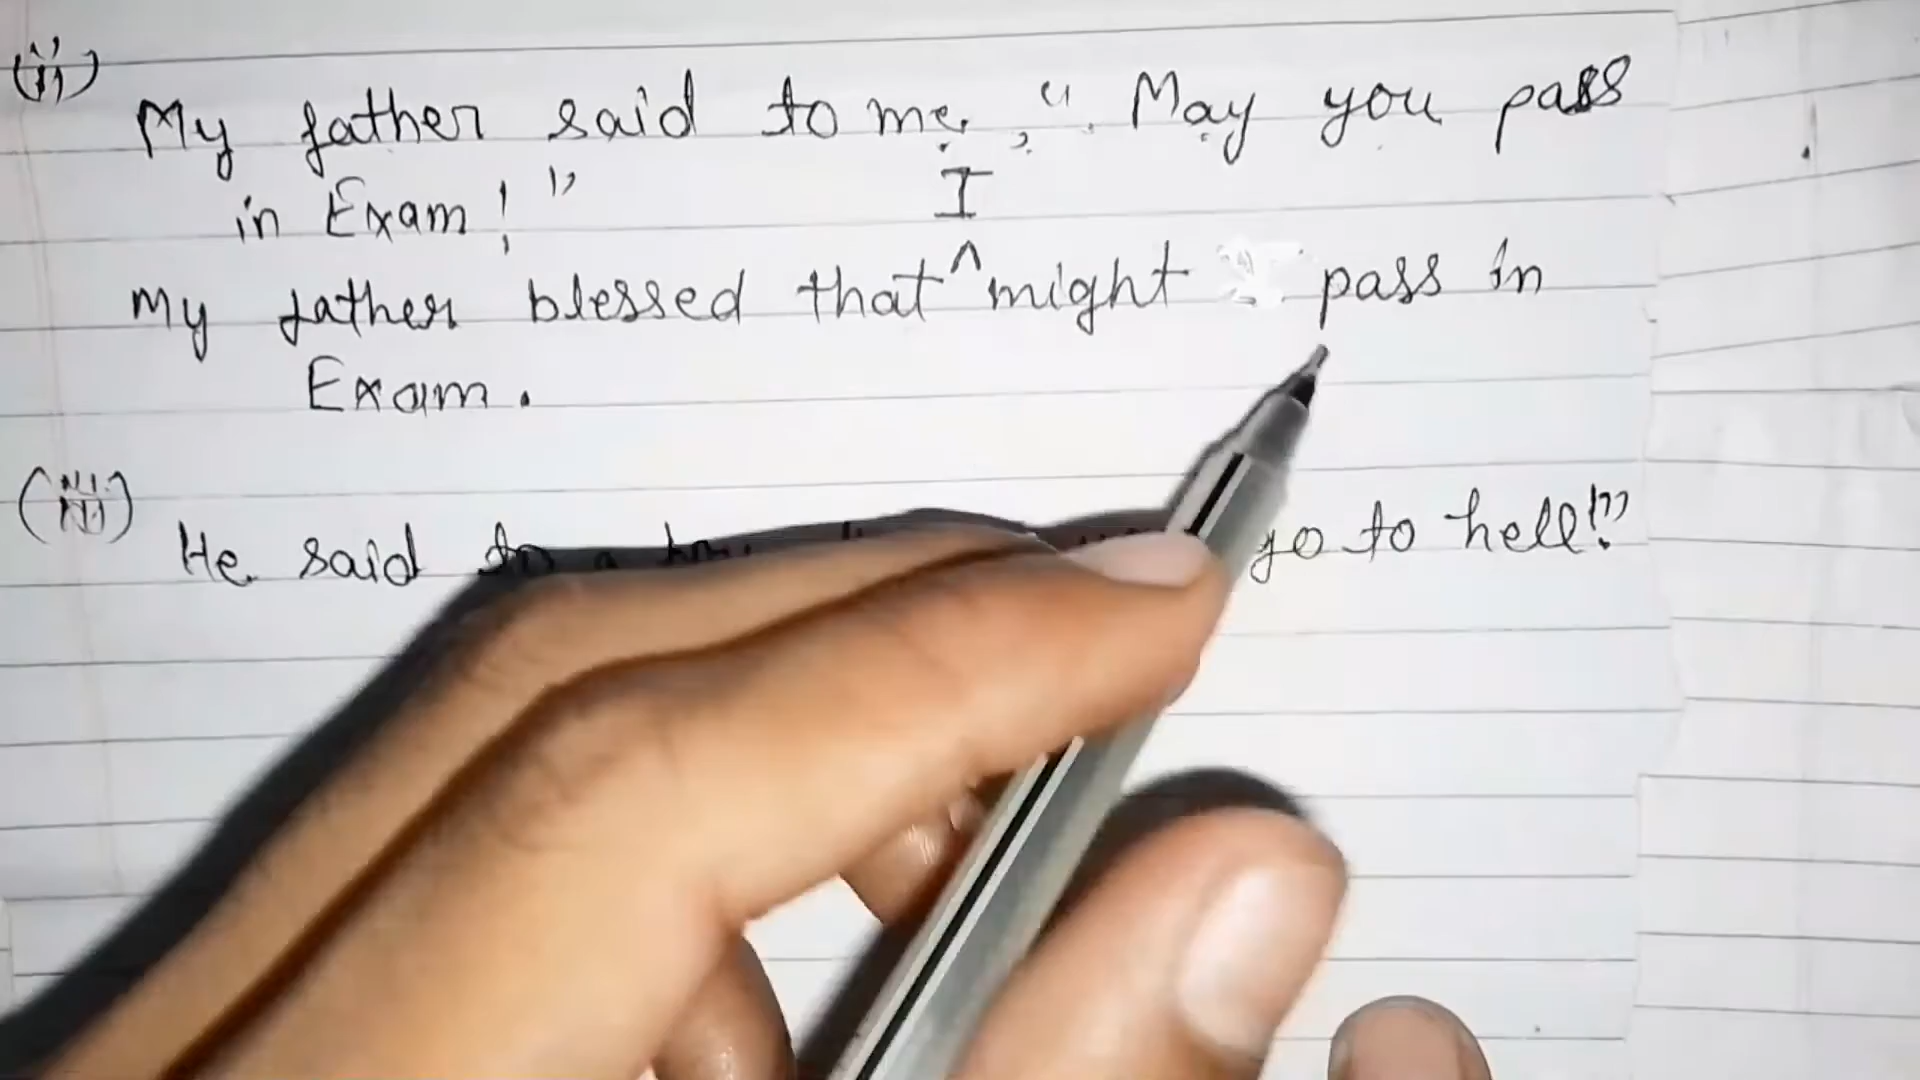 (ii)
My father said to me, "May you pass
in Exam!"
I
My father blessed that ^ might pass in
Exam.
(iii)
He said to a go to hell!"